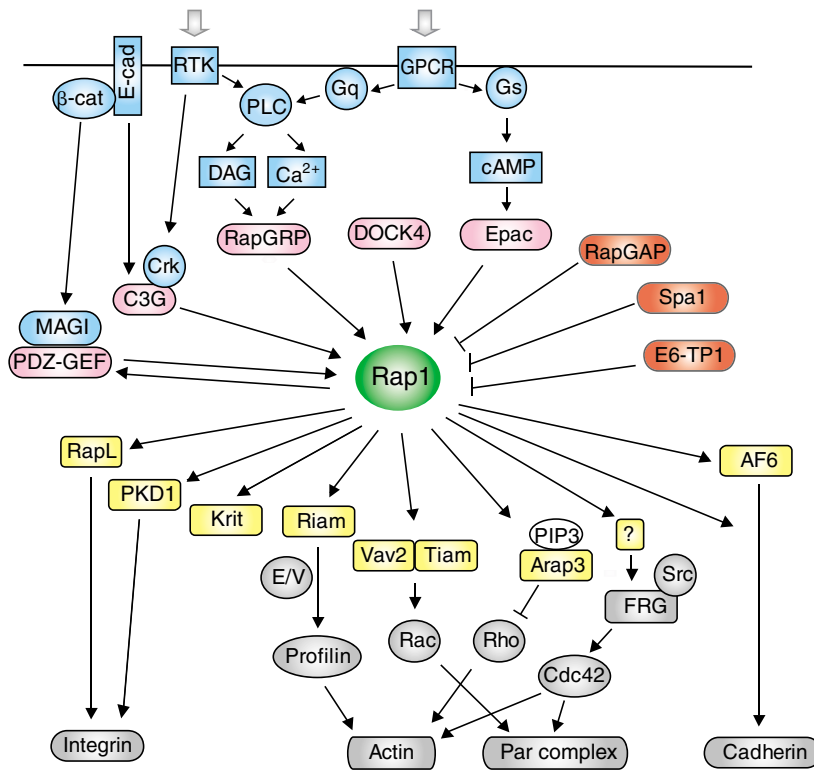 E-cad
RTK
GPCR
β-cat
PLC
Gq
Gs
DAG
Ca²⁺
cAMP
RapGRP
DOCK4
Epac
RapGAP
Crk
C3G
Spa1
MAGI
PDZ-GEF
E6-TP1
Rap1
RapL
AF6
PKD1
Krit
Riam
?
PIP3
Vav2
Tiam
Arap3
E/V
Src
FRG
Rac
Rho
Profilin
Cdc42
Integrin
Actin
Par complex
Cadherin